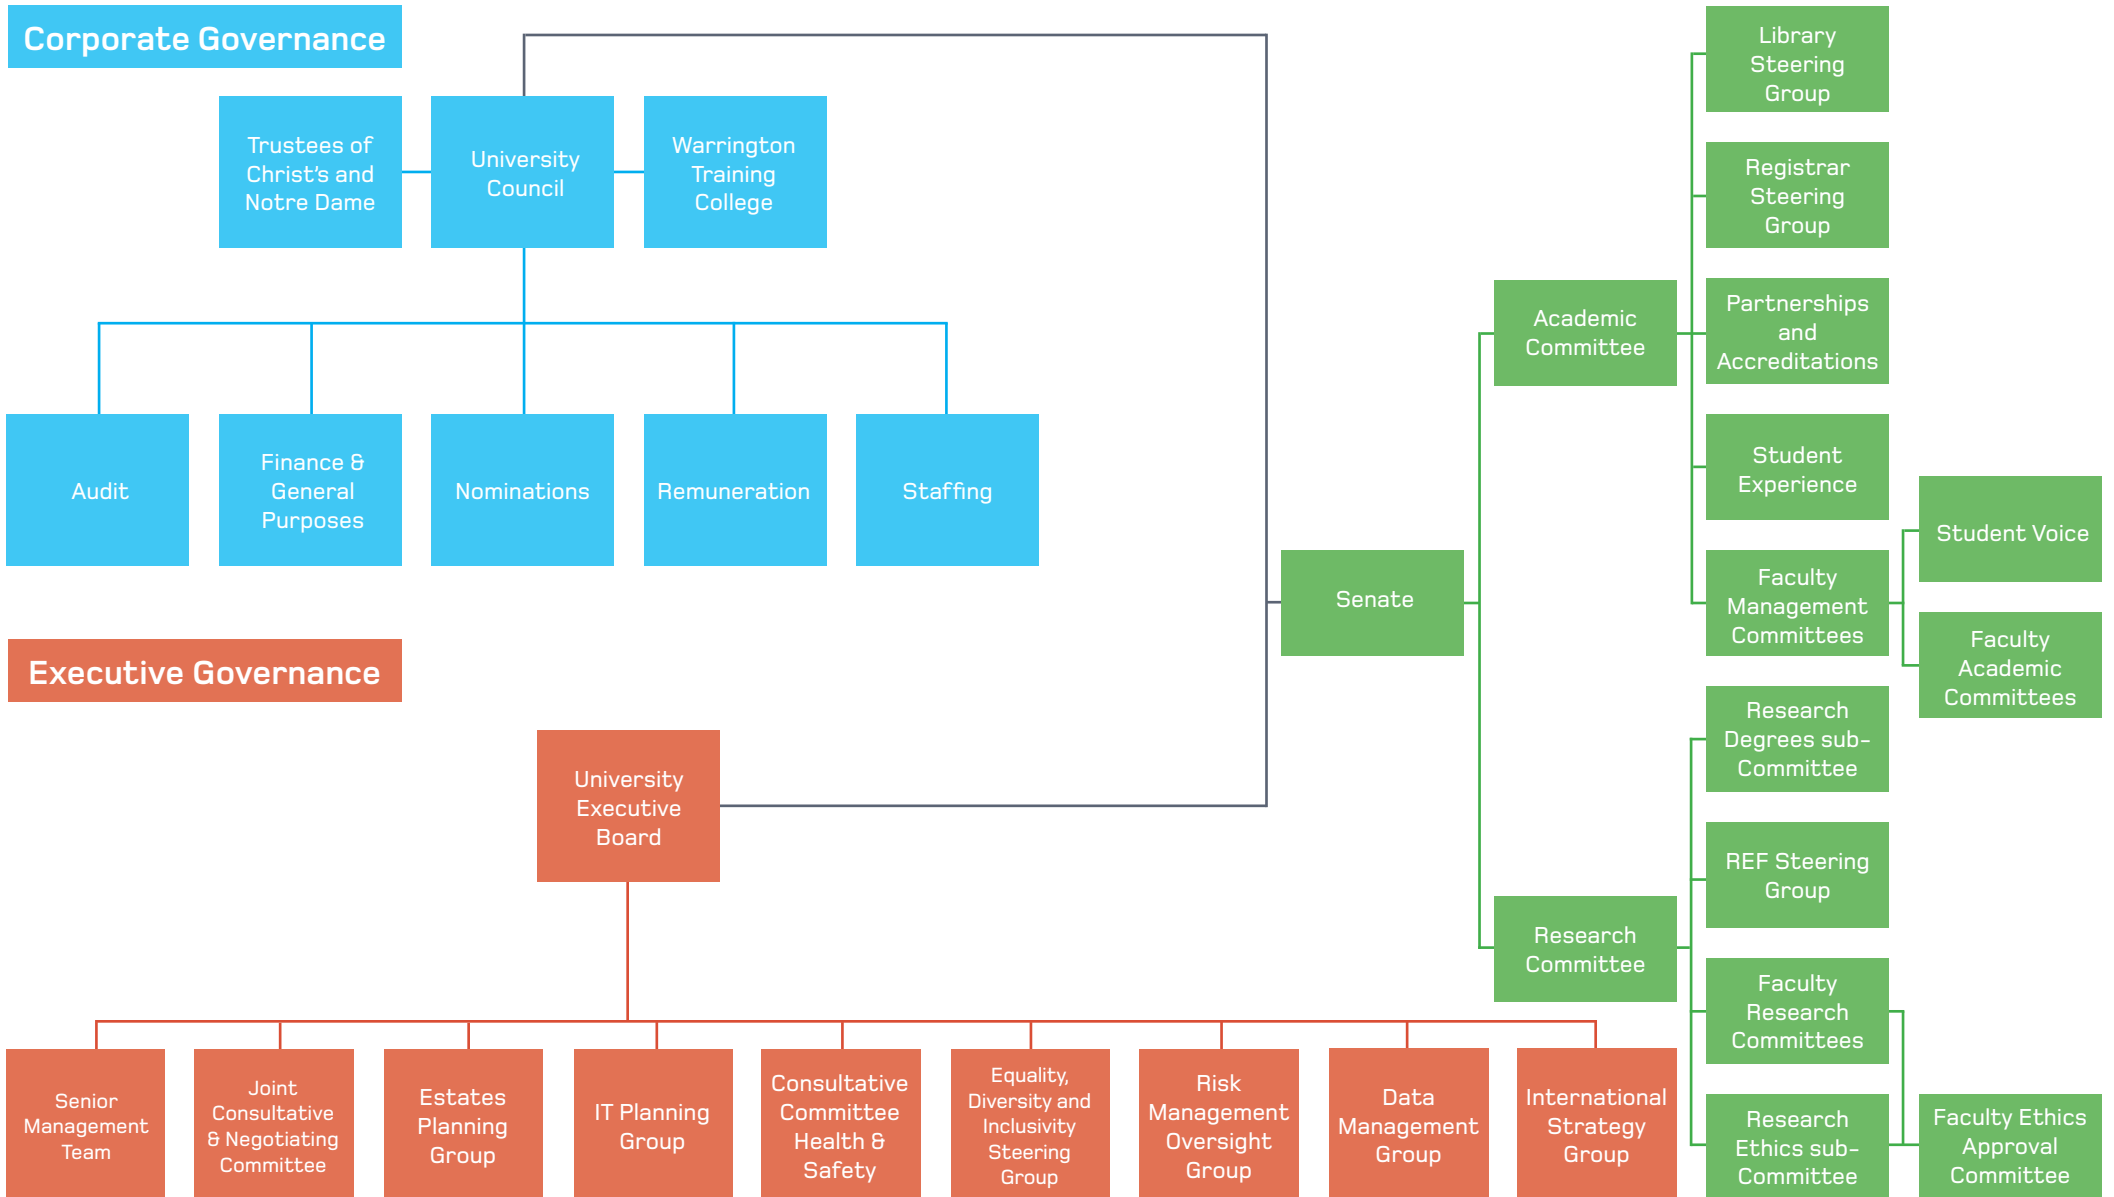 Corporate Governance
Trustees of
Christ's and
Notre Dame
University
Council
Warrington
Training
College
Audit
Finance &
General
Purposes
Nominations
Remuneration
Staffing
Executive Governance
University
Executive
Board
Senior
Management
Team
Joint
Consultative
& Negotiating
Committee
Estates
Planning
Group
IT Planning
Group
Consultative
Committee
Health &
Safety
Equality,
Diversity and
Inclusivity
Steering
Group
Risk
Management
Oversight
Group
Data
Management
Group
International
Strategy
Group
Senate
Academic
Committee
Library
Steering
Group
Registrar
Steering
Group
Partnerships
and
Accreditations
Student
Experience
Faculty
Management
Committees
Student Voice
Faculty
Academic
Committees
Research
Committee
Research
Degrees sub-
Committee
REF Steering
Group
Faculty
Research
Committees
Research
Ethics sub-
Committee
Faculty Ethics
Approval
Committee